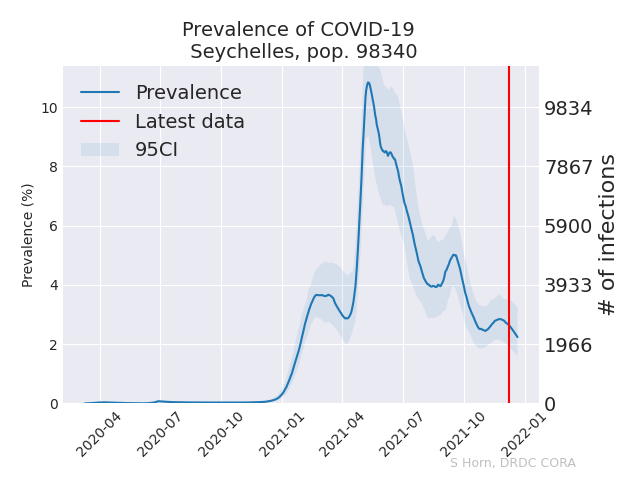 Prevalence of COVID-19
Seychelles, pop. 98340
Prevalence
Latest data
95CI
Prevalence (%)
10
8
6
4
2
0
9834
7867
5900
3933
1966
0
# of infections
2020-04
2020-07
2020-10
2021-01
2021-04
2021-07
2021-10
2022-01
S Horn, DRDC CORA